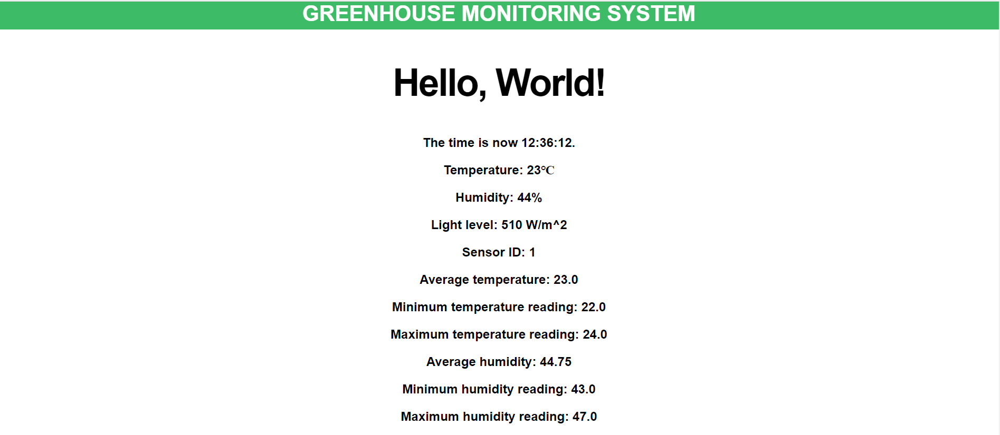 GREENHOUSE MONITORING SYSTEM
Hello, World!
The time is now 12:36:12.
Temperature: 23℃
Humidity: 44%
Light level: 510 W/m^2
Sensor ID: 1
Average temperature: 23.0
Minimum temperature reading: 22.0
Maximum temperature reading: 24.0
Average humidity: 44.75
Minimum humidity reading: 43.0
Maximum humidity reading: 47.0